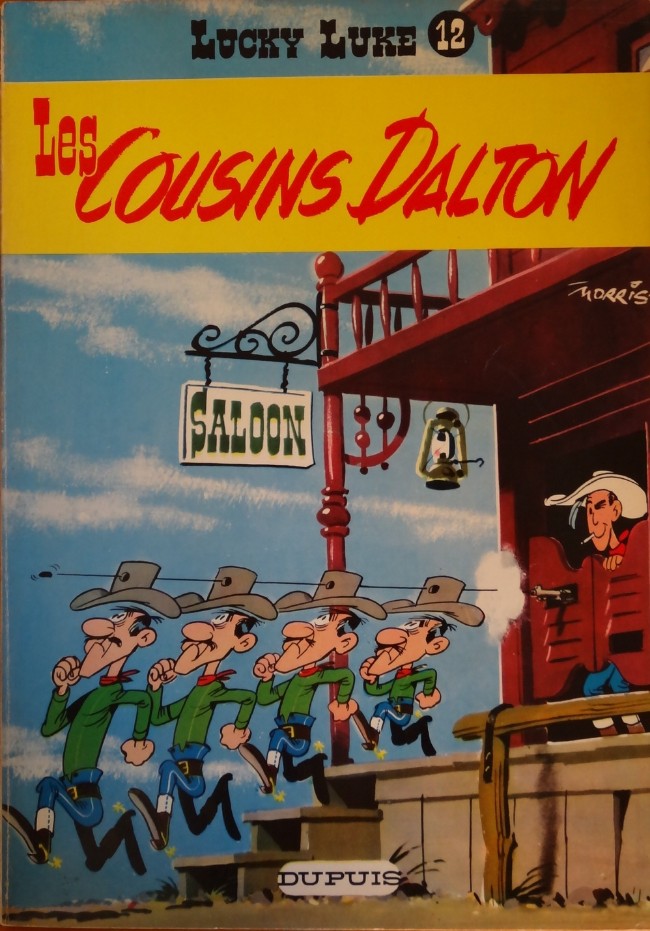 LUCKY LUKE 12
Les
COUSINS DALTON
MORRIS
SALOON
DUPUIS